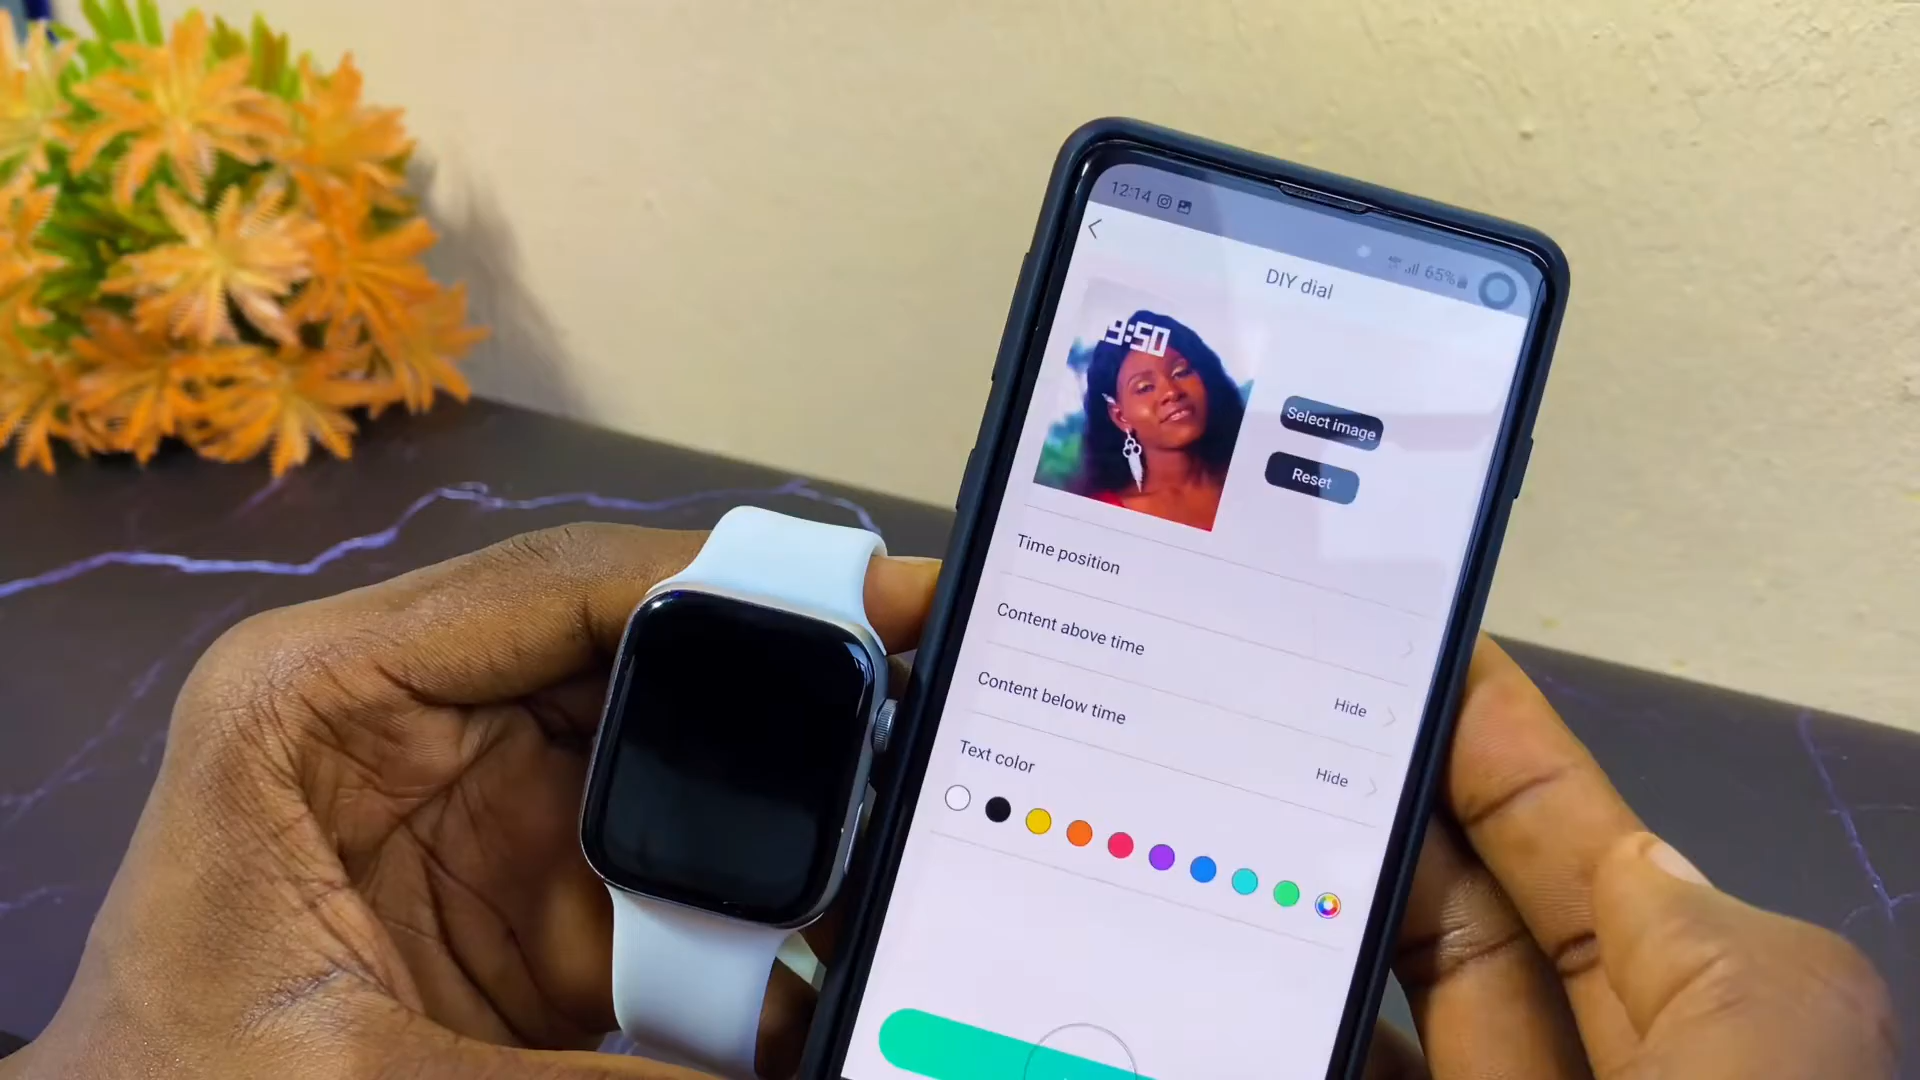 12:14
65%
DIY dial
9:50
Select image
Reset
Time position
Content above time
Hide
Content below time
Hide
Text color